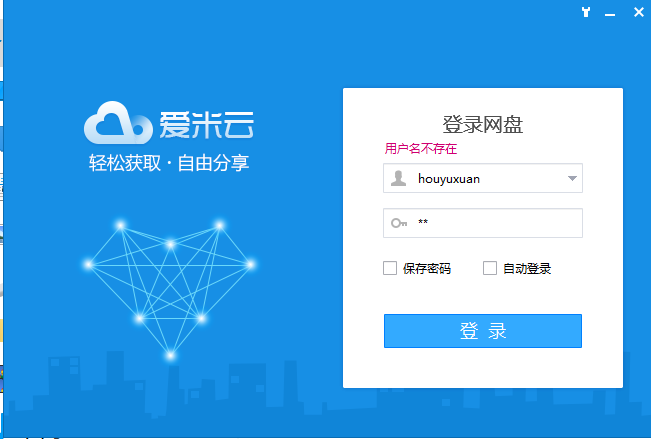 爱米云
轻松获取·自由分享
登录网盘
用户名不存在
houyuxuan
**
保存密码
自动登录
登 录